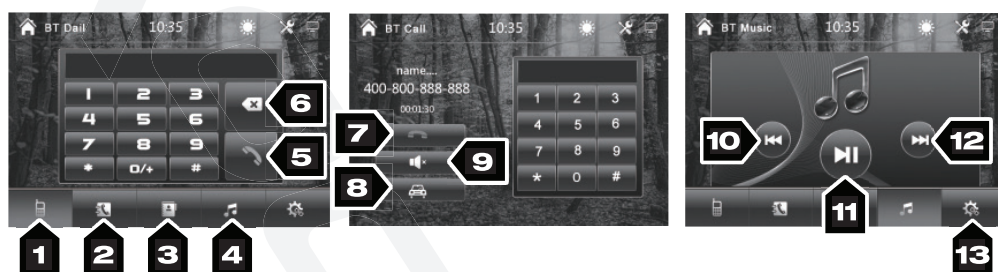 BT Dail 10:35
1 2 3
6
4 5 6
7 8 9
5
* 0/+ #
1 2 3 4
BT Call 10:35
name....
400-800-888-888
00:01:30
7
9
8
1 2 3
4 5 6
7 8 9
* 0 #
BT Music 10:35
10 12
11
13